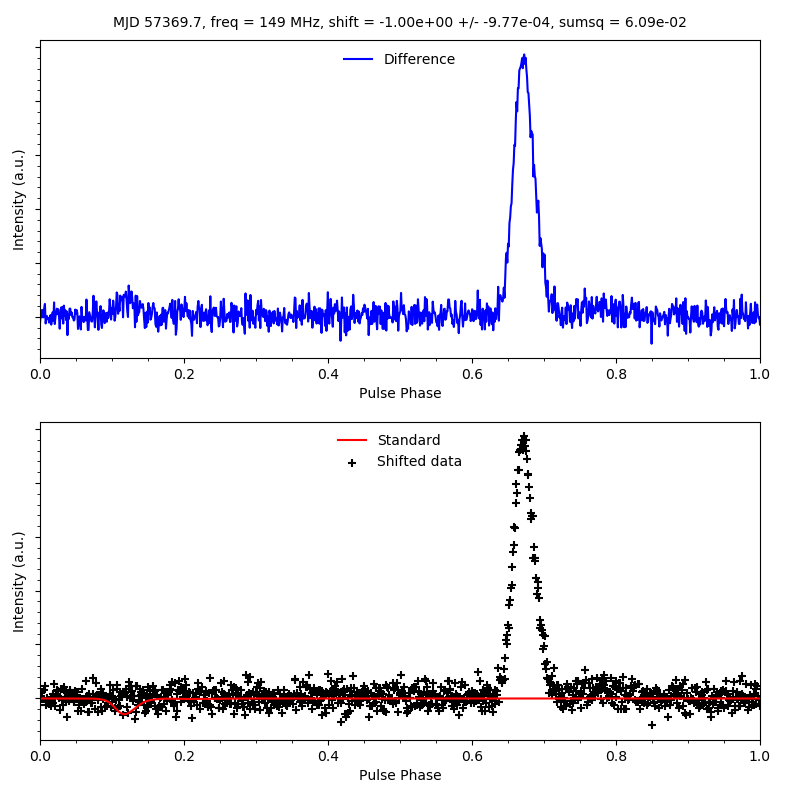 MJD 57369.7, freq = 149 MHz, shift = -1.00e+00 +/- -9.77e-04, sumsq = 6.09e-02
Difference
Intensity (a.u.)
0.0 0.2 0.4 0.6 0.8 1.0
Pulse Phase
Standard
Shifted data
Intensity (a.u.)
0.0 0.2 0.4 0.6 0.8 1.0
Pulse Phase